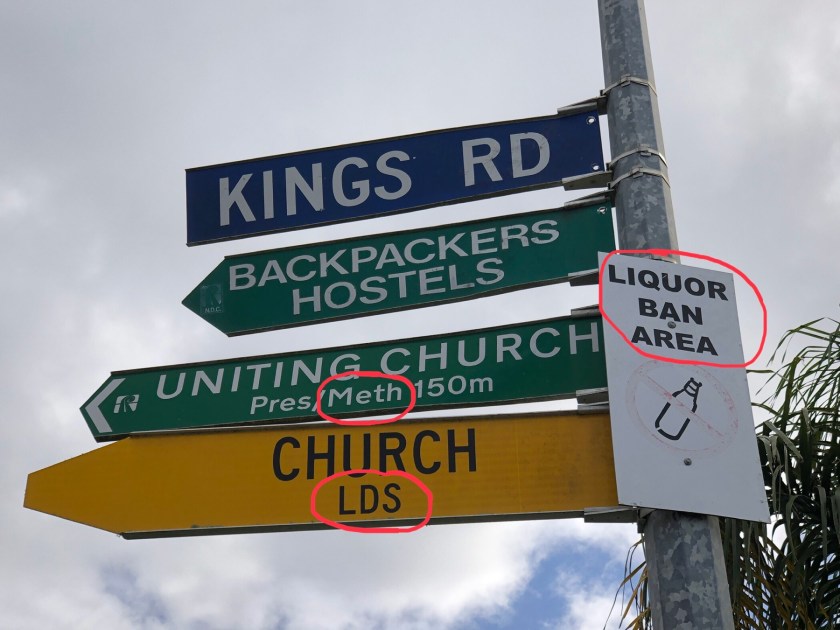 KINGS RD
BACKPACKERS
HOSTELS
UNITING CHURCH
Pres/Meth 150m
CHURCH
LDS
LIQUOR
BAN
AREA